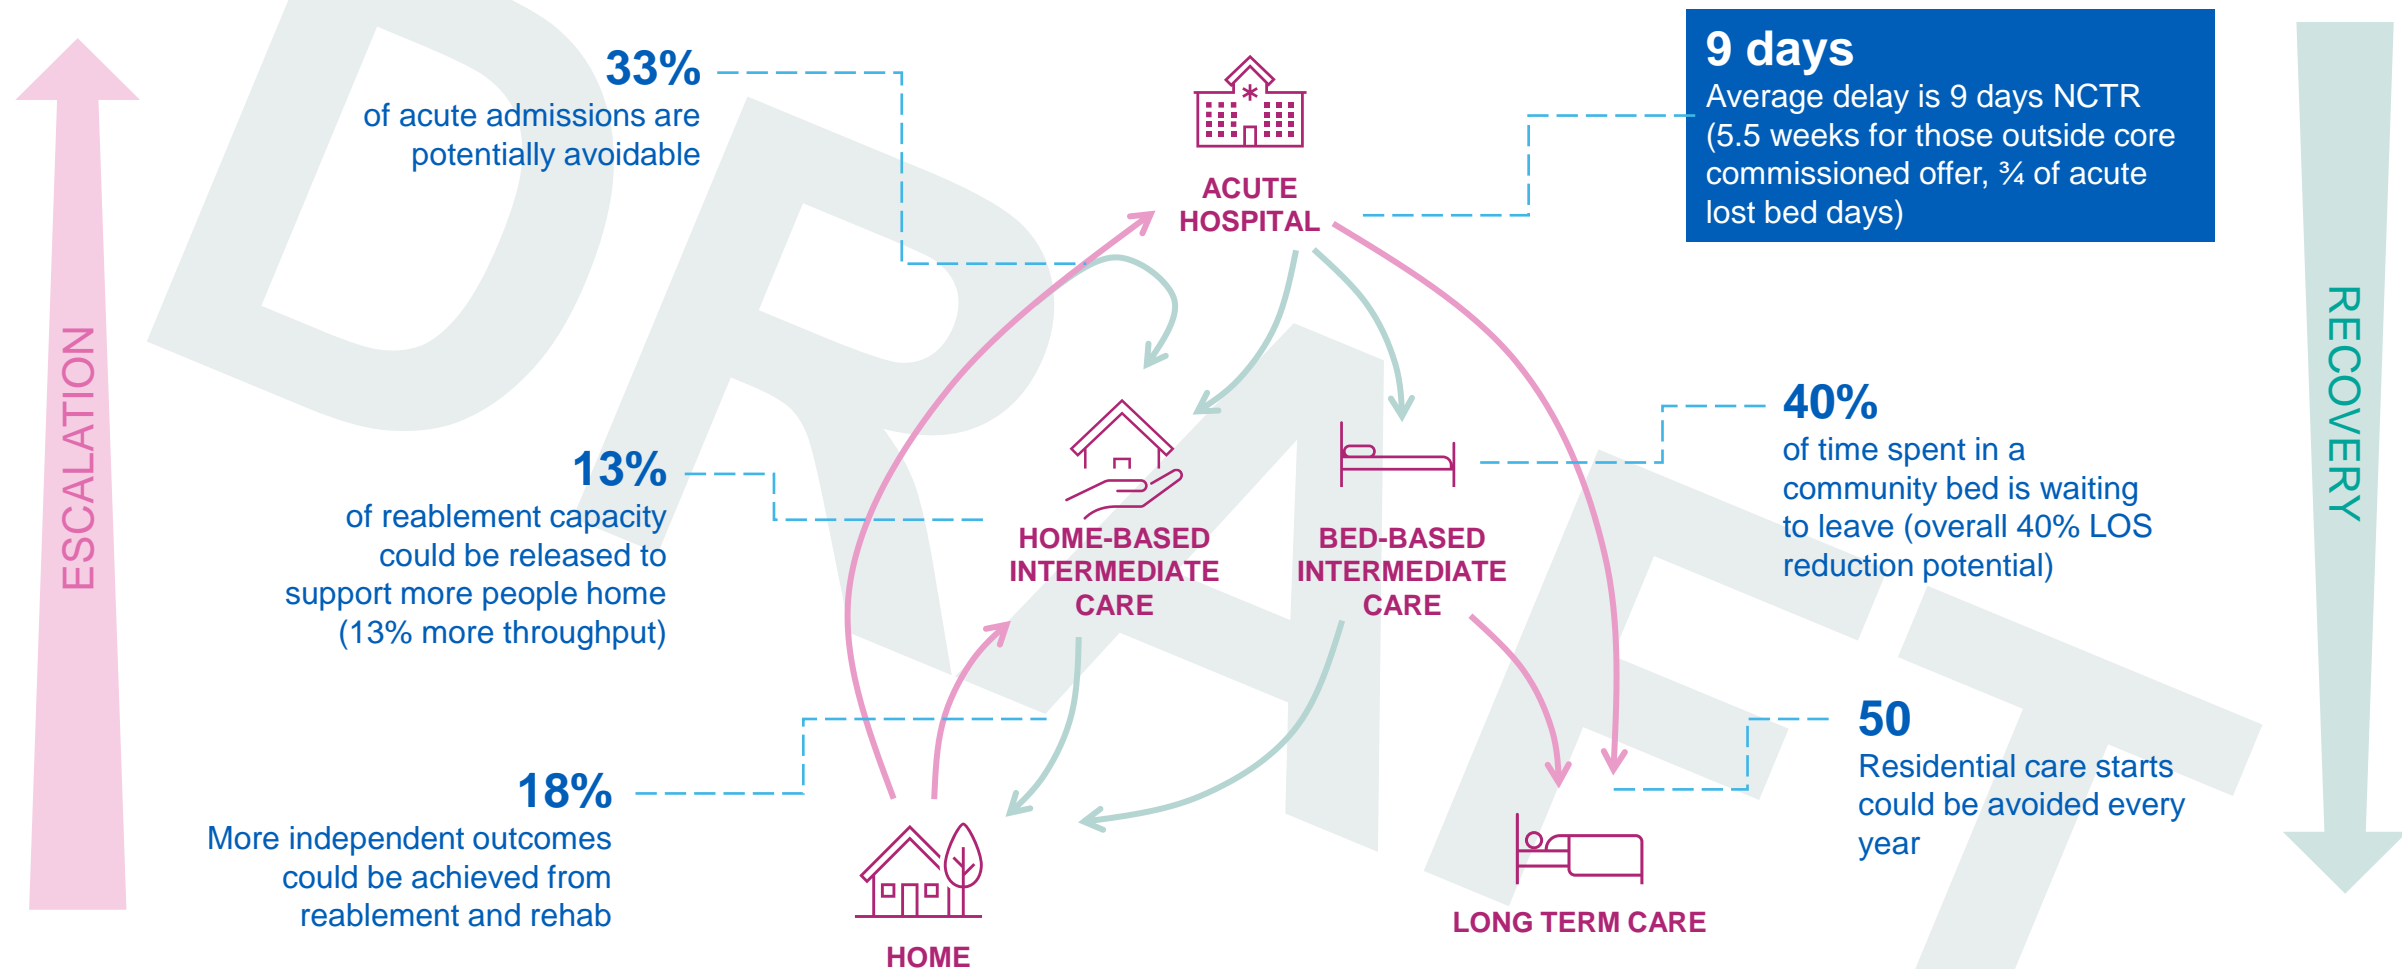 33%
of acute admissions are
potentially avoidable
9 days
Average delay is 9 days NCTR
(5.5 weeks for those outside core
commissioned offer, ¾ of acute
lost bed days)
ACUTE
HOSPITAL
ESCALATION
RECOVERY
13%
of reablement capacity
could be released to
support more people home
(13% more throughput)
HOME-BASED
INTERMEDIATE
CARE
BED-BASED
INTERMEDIATE
CARE
40%
of time spent in a
community bed is waiting
to leave (overall 40% LOS
reduction potential)
18%
More independent outcomes
could be achieved from
reablement and rehab
50
Residential care starts
could be avoided every
year
HOME
LONG TERM CARE
DRAFT